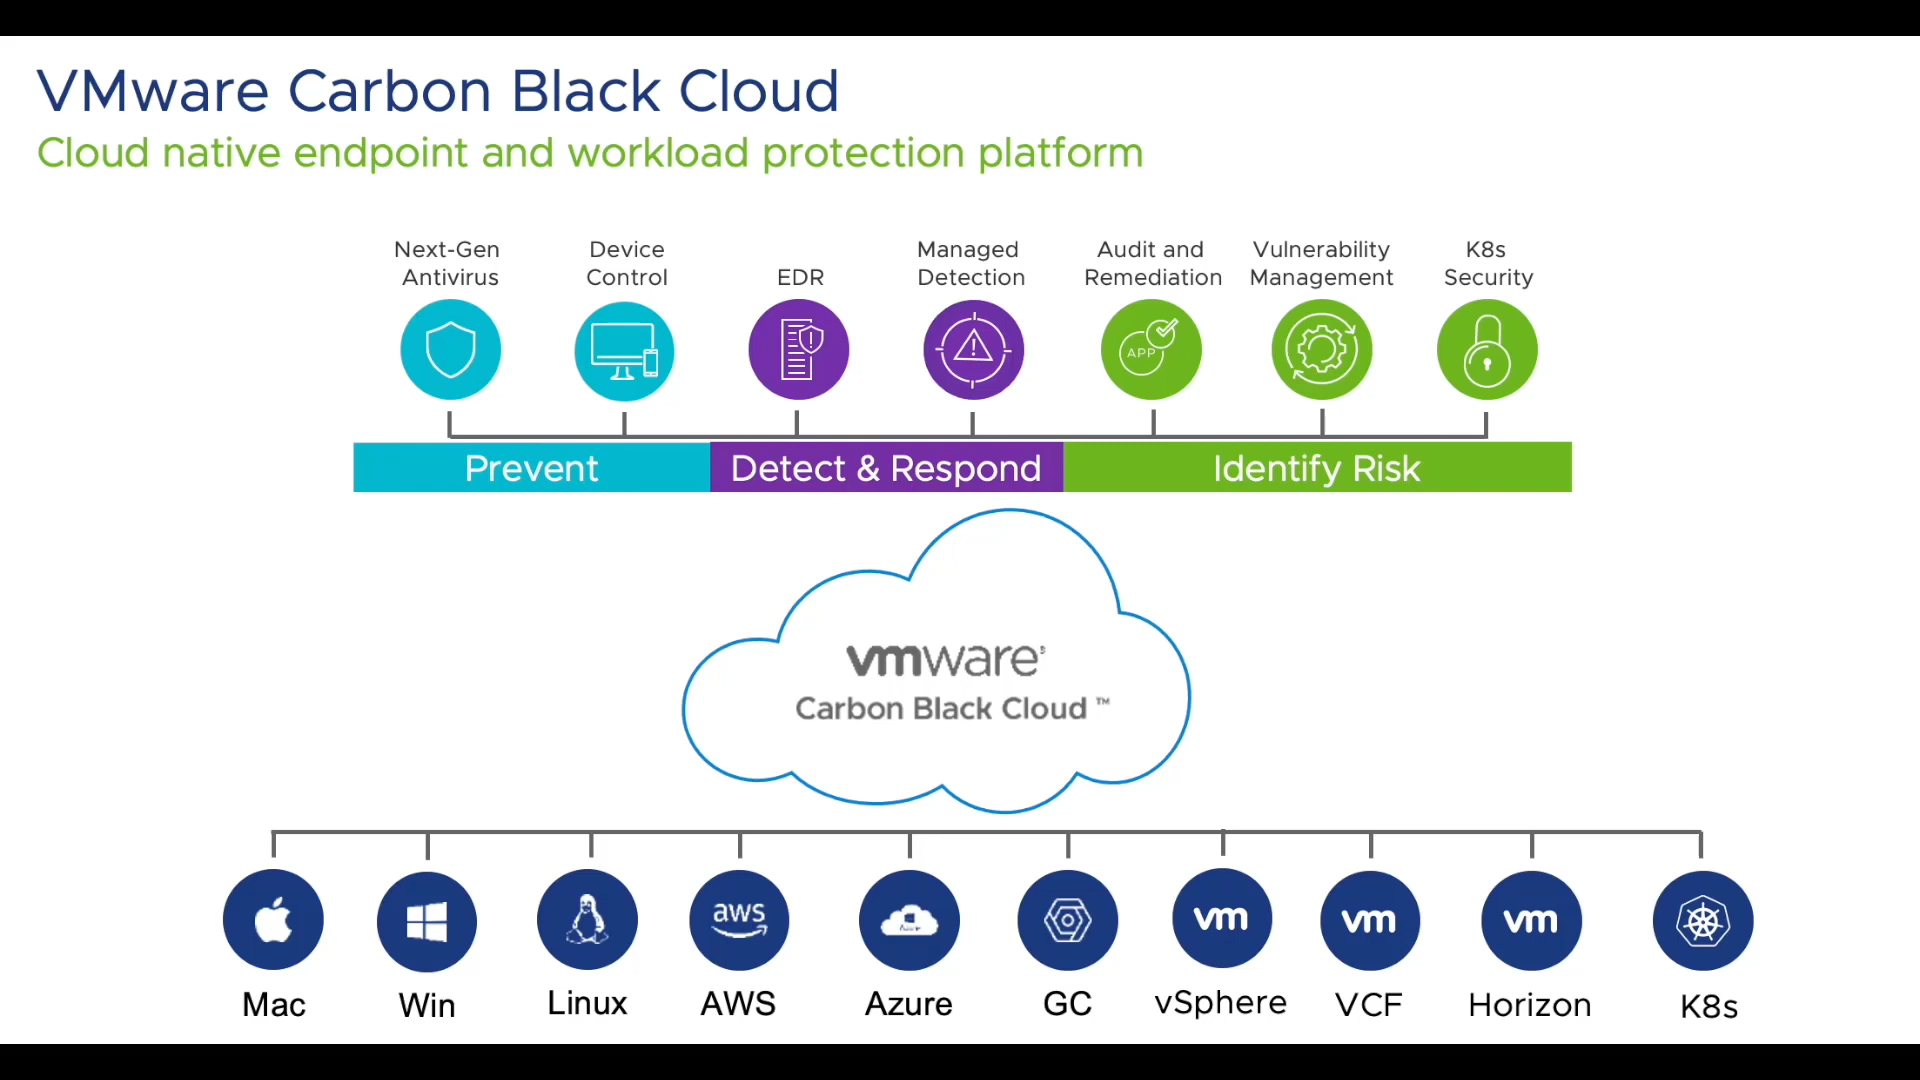 VMware Carbon Black Cloud
Cloud native endpoint and workload protection platform
Next-Gen
Antivirus
Device
Control
EDR
Managed
Detection
Audit and
Remediation
Vulnerability
Management
K8s
Security
APP
Prevent
Detect & Respond
Identify Risk
vmware®
Carbon Black Cloud ™
aws
vm
vm
vm
Mac
Win
Linux
AWS
Azure
GC
vSphere
VCF
Horizon
K8s